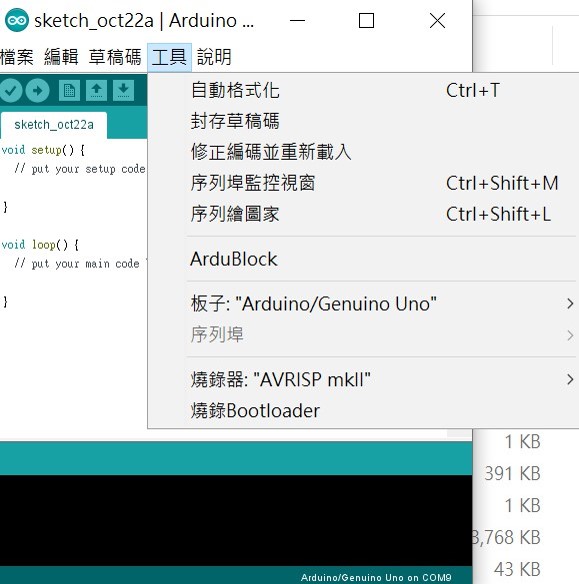 sketch_oct22a | Arduino ...
檔案 編輯 草稿碼 工具 說明
sketch_oct22a
void setup() {
// put your setup code
}
void loop() {
// put your main code
}
自動格式化 Ctrl+T
封存草稿碼
修正編碼並重新載入
序列埠監控視窗 Ctrl+Shift+M
序列繪圖家 Ctrl+Shift+L
ArduBlock
板子: "Arduino/Genuino Uno"
序列埠
燒錄器: "AVRISP mkII"
燒錄Bootloader
1 KB
391 KB
1 KB
3,768 KB
43 KB
Arduino/Genuino Uno on COM9